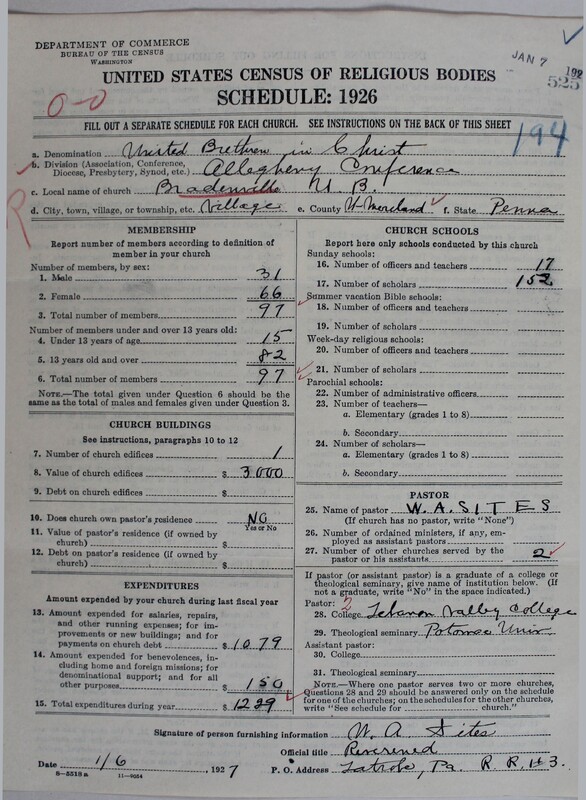 DEPARTMENT OF COMMERCE
BUREAU OF THE CENSUS
WASHINGTON
JAN 7 192
525
UNITED STATES CENSUS OF RELIGIOUS BODIES
SCHEDULE: 1926
0-0
FILL OUT A SEPARATE SCHEDULE FOR EACH CHURCH. SEE INSTRUCTIONS ON THE BACK OF THIS SHEET
194
a. Denomination United Brethren in Christ
b. Division (Association, Conference, Diocese, Presbytery, Synod, etc.) Allegheny Conference
c. Local name of church Bradenville U. B.
R
d. City, town, village, or township, etc. Village e. County W-moreland f. State Penna
MEMBERSHIP
Report number of members according to definition of
member in your church
Number of members, by sex:
1. Male 31
2. Female 66
3. Total number of members 97
Number of members under and over 13 years old:
4. Under 13 years of age 15
5. 13 years old and over 82
6. Total number of members 97
NOTE.—The total given under Question 6 should be
same as the total of males and females given under Question 3.
CHURCH BUILDINGS
See instructions, paragraphs 10 to 12
7. Number of church edifices 1
8. Value of church edifices $ 3000
9. Debt on church edifices $
10. Does church own pastor's residence NO
Yes or No
11. Value of pastor's residence (if owned by
church) $
12. Debt on pastor's residence (if owned by
church) $
EXPENDITURES
Amount expended by your church during last fiscal year
13. Amount expended for salaries, repairs,
and other running expenses; for im-
provements or new buildings; and for
payments on church debt $ 1079
14. Amount expended for benevolences, in-
cluding home and foreign missions; for
denominational support; and for all
other purposes $ 150
15. Total expenditures during year $ 1229
CHURCH SCHOOLS
Report here only schools conducted by this church
Sunday schools:
16. Number of officers and teachers 17
17. Number of scholars 152
Summer vacation Bible schools:
18. Number of officers and teachers
19. Number of scholars
Week-day religious schools:
20. Number of officers and teachers
21. Number of scholars
Parochial schools:
22. Number of administrative officers
23. Number of teachers—
a. Elementary (grades 1 to 8)
b. Secondary
24. Number of scholars—
a. Elementary (grades 1 to 8)
b. Secondary
PASTOR
25. Name of pastor W. A. SITES
(If church has no pastor, write "None")
26. Number of ordained ministers, if any, em-
ployed as assistant pastors
27. Number of other churches served by the
pastor or his assistants 2
If pastor (or assistant pastor) is a graduate of a college or
theological seminary, give name of institution below. (If
not a graduate, write "No" in the space indicated.)
Pastor: 2
28. College Lebanon Valley College
29. Theological seminary Potomac Univ.
Assistant pastor:
30. College
31. Theological seminary
NOTE.—Where one pastor serves two or more churches,
Questions 28 and 29 should be answered only on the schedule
for one of the churches; on the schedules for the other churches,
write "See schedule for church."
Signature of person furnishing information W. A. Sites
Official title Reverened
Date 1/6, 1927 P. O. Address Latrobe, Pa. R. R. # 3.
8-5518a 11-9554